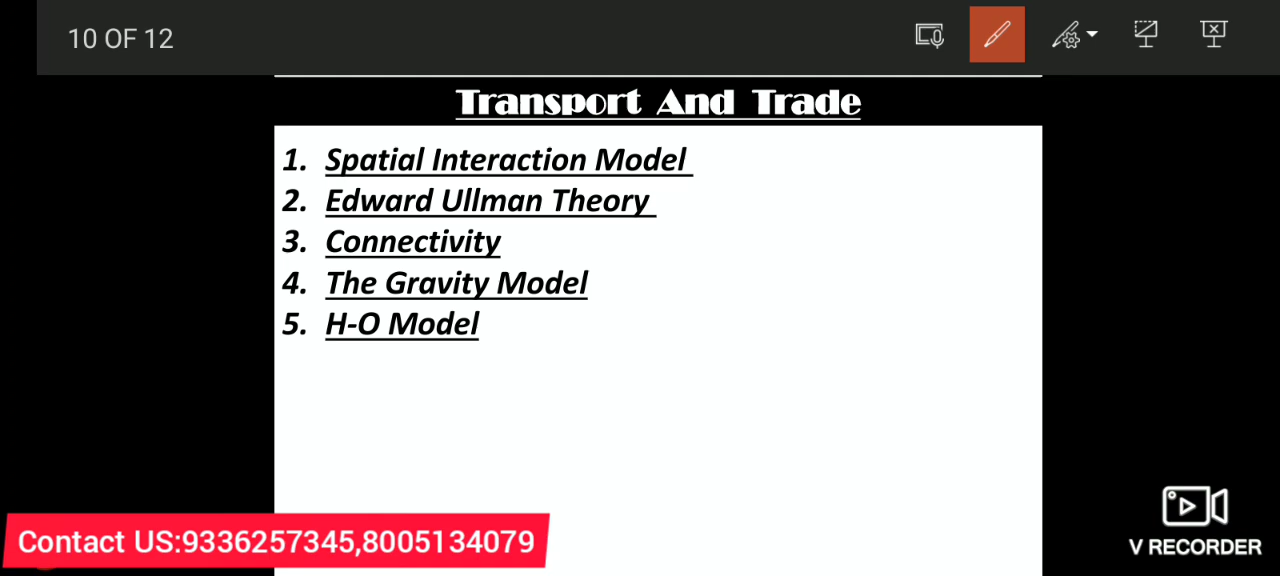 10 OF 12
Transport And Trade
1. Spatial Interaction Model
2. Edward Ullman Theory
3. Connectivity
4. The Gravity Model
5. H-O Model
Contact US:9336257345,8005134079
V RECORDER